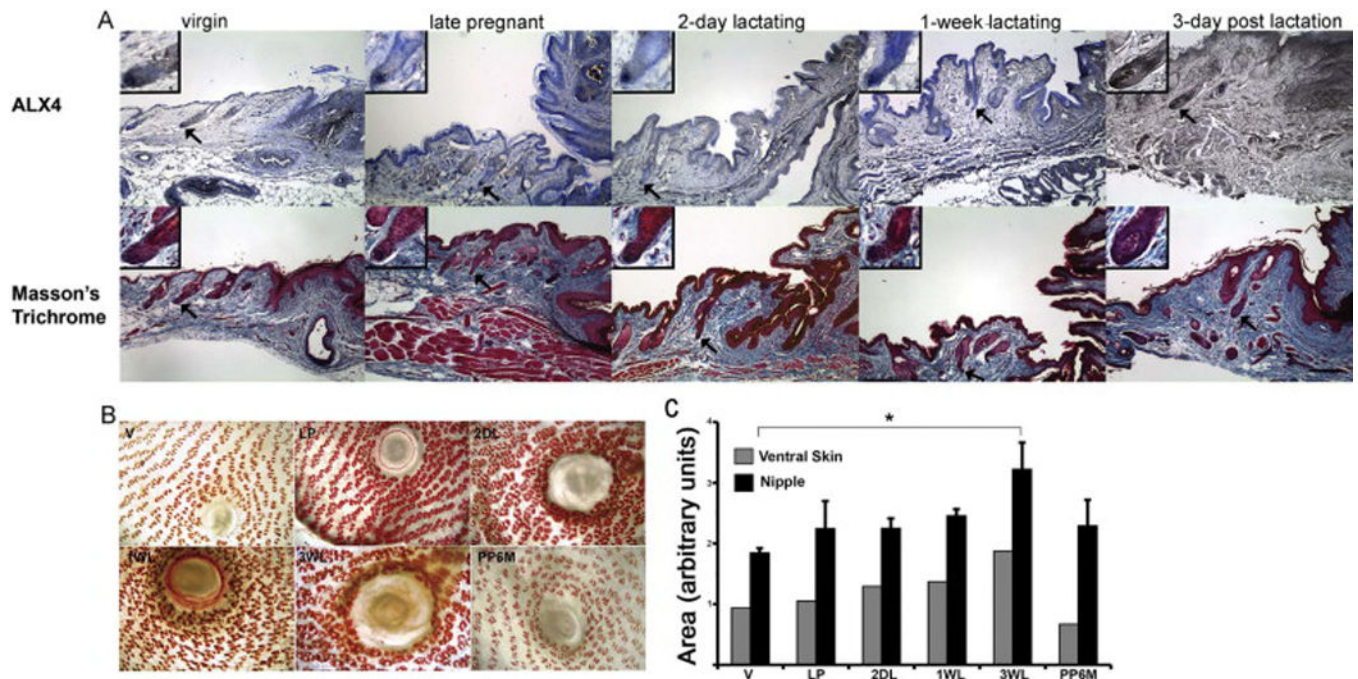 A
virgin
late pregnant
2-day lactating
1-week lactating
3-day post lactation
ALX4
Masson's
Trichrome
B
V
LP
2DL
1WL
3WL
PP6M
C
*
Area (arbitrary units)
4
3
2
1
Ventral Skin
Nipple
V
LP
2DL
1WL
3WL
PP6M